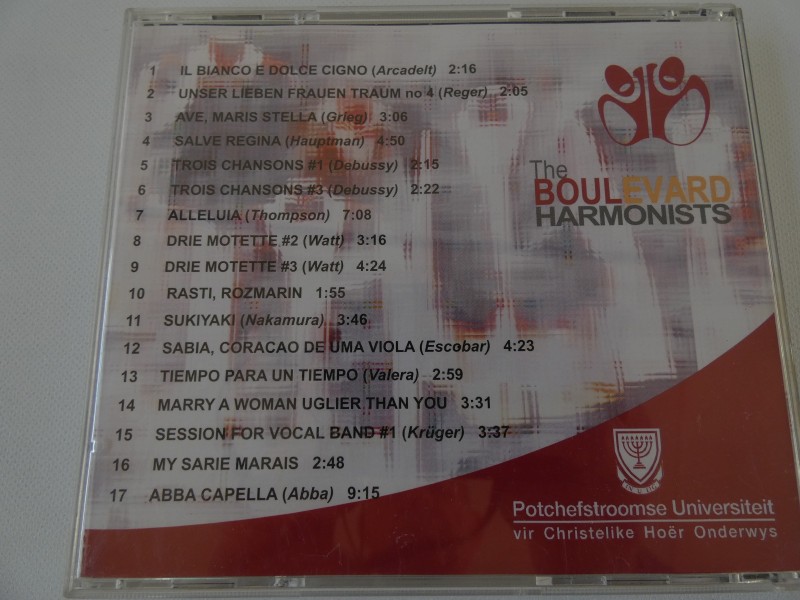 1 IL BIANCO E DOLCE CIGNO (Arcadelt) 2:16
2 UNSER LIEBEN FRAUEN TRAUM no 4 (Reger) 2:05
3 AVE, MARIS STELLA (Grieg) 3:06
4 SALVE REGINA (Hauptman) 4:50
5 TROIS CHANSONS #1 (Debussy) 2:15
6 TROIS CHANSONS #3 (Debussy) 2:22
7 ALLELUIA (Thompson) 7:08
8 DRIE MOTETTE #2 (Watt) 3:16
9 DRIE MOTETTE #3 (Watt) 4:24
10 RASTI, ROZMARIN 1:55
11 SUKIYAKI (Nakamura) 3:46
12 SABIA, CORACAO DE UMA VIOLA (Escobar) 4:23
13 TIEMPO PARA UN TIEMPO (Valera) 2:59
14 MARRY A WOMAN UGLIER THAN YOU 3:31
15 SESSION FOR VOCAL BAND #1 (Krüger) 3:37
16 MY SARIE MARAIS 2:48
17 ABBA CAPELLA (Abba) 9:15
The
BOULEVARD
HARMONISTS
Potchefstroomse Universiteit
vir Christelike Hoër Onderwys